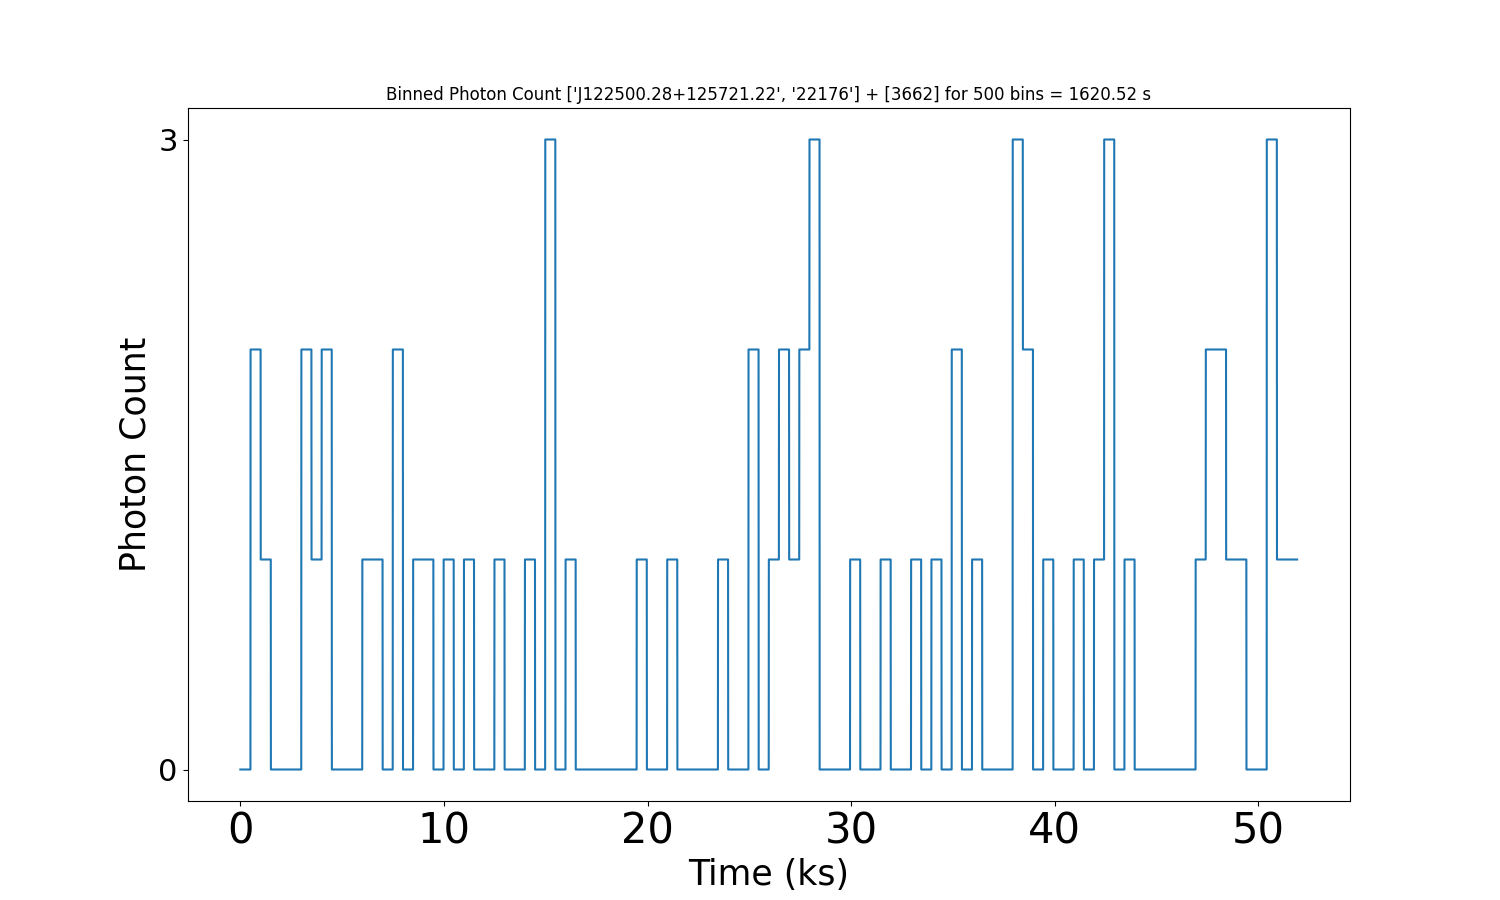 Binned Photon Count ['J122500.28+125721.22', '22176'] + [3662] for 500 bins = 1620.52 s
3
Photon Count
0
0 10 20 30 40 50
Time (ks)